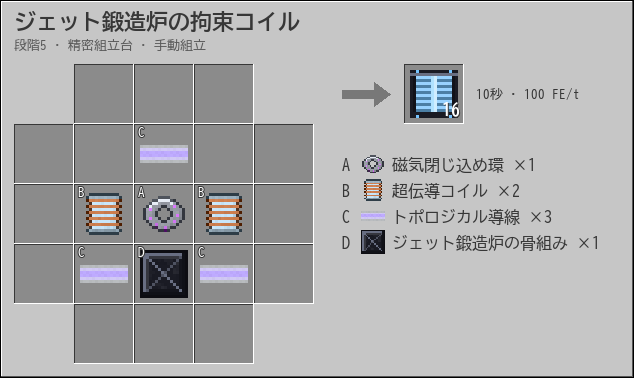 ジェット鍛造炉の拘束コイル
段階5 · 精密組立台 · 手動組立
16
10秒 · 100 FE/t
C
B
A
B
C
D
C
A 磁気閉じ込め環 ×1
B 超伝導コイル ×2
C トポロジカル導線 ×3
D ジェット鍛造炉の骨組み ×1